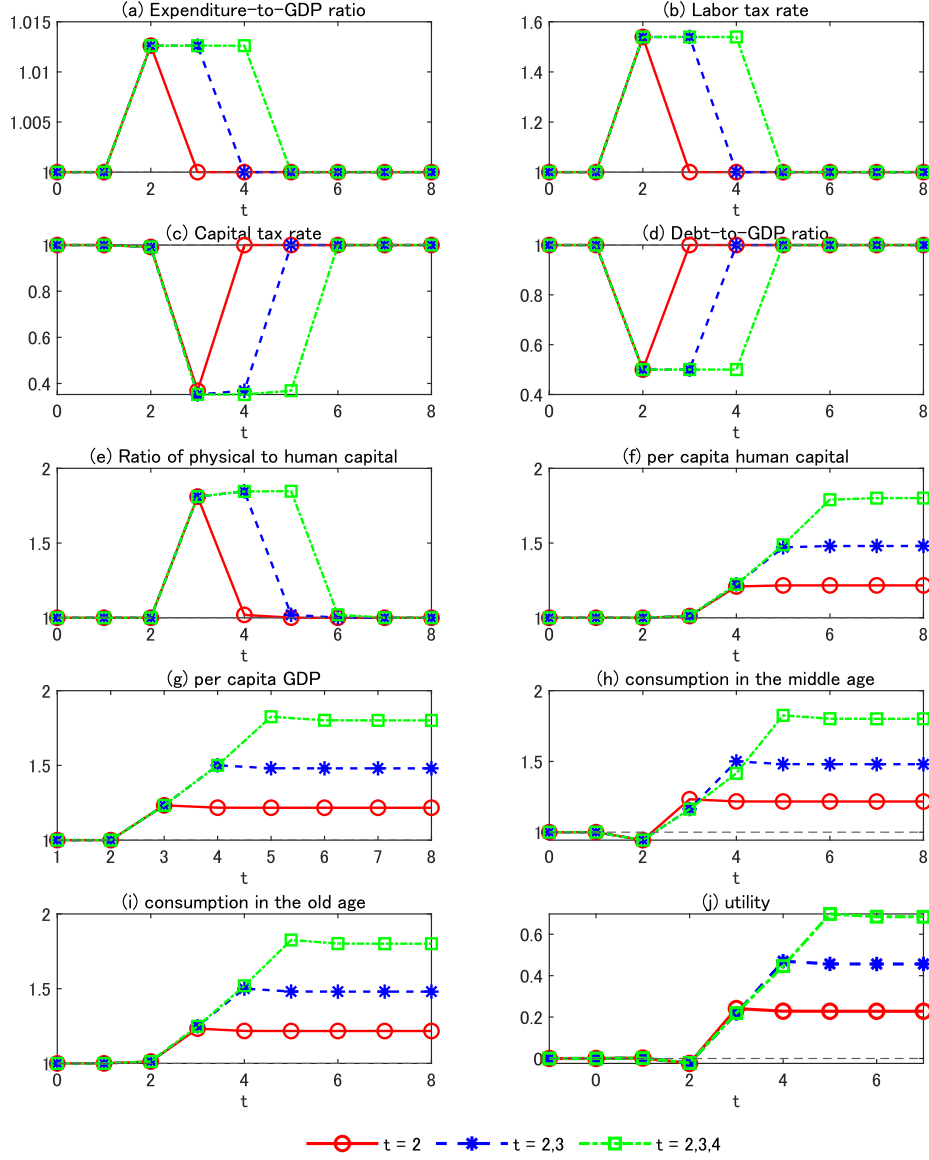 (a) Expenditure-to-GDP ratio
1.015
1.01
1.005
1
0 2 4 6 8
t
(b) Labor tax rate
1.6
1.4
1.2
1
0 2 4 6 8
t
(c) Capital tax rate
1
0.8
0.6
0.4
0 2 4 6 8
t
(d) Debt-to-GDP ratio
1
0.8
0.6
0.4
0 2 4 6 8
t
(e) Ratio of physical to human capital
2
1.5
1
0 2 4 6 8
t
(f) per capita human capital
2
1.5
1
0 2 4 6 8
t
(g) per capita GDP
2
1.5
1
1 2 3 4 5 6 7 8
t
(h) consumption in the middle age
2
1.5
1
0 2 4 6 8
t
(i) consumption in the old age
2
1.5
1
0 2 4 6 8
t
(j) utility
0.6
0.4
0.2
0
0 2 4 6
t
t = 2 t = 2,3 t = 2,3,4